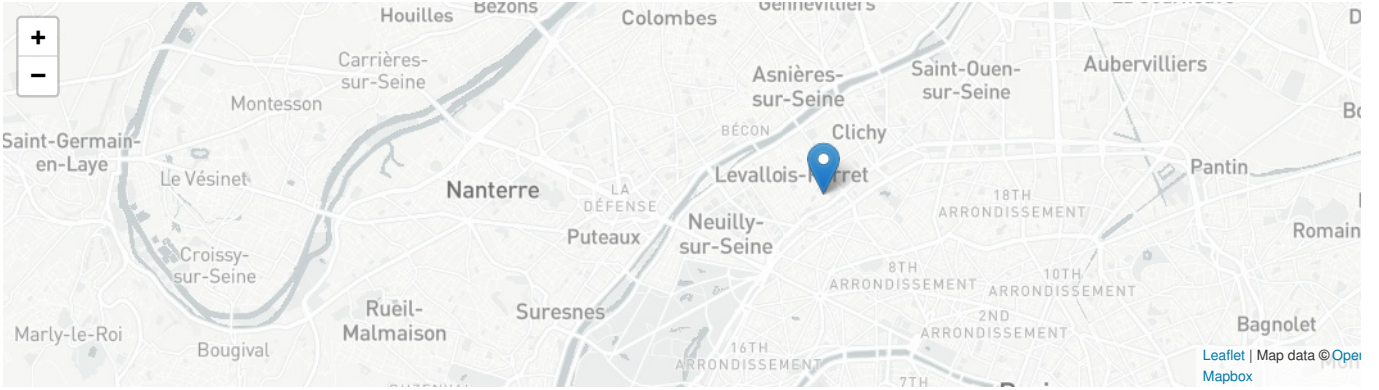 +
−
Houilles
Bezons
Colombes
Gennevilliers
Carrières-
sur-Seine
Asnières-
sur-Seine
Saint-Ouen-
sur-Seine
Aubervilliers
Montesson
BÉCON
Clichy
Saint-Germain-
en-Laye
Le Vésinet
Nanterre
LA
DÉFENSE
Levallois-Perret
Pantin
18TH
ARRONDISSEMENT
Puteaux
Neuilly-
sur-Seine
Romain
Croissy-
sur-Seine
8TH
ARRONDISSEMENT
10TH
ARRONDISSEMENT
Rueil-
Malmaison
Suresnes
2ND
ARRONDISSEMENT
Bagnolet
Marly-le-Roi
Bougival
16TH
ARRONDISSEMENT
7TH
Leaflet | Map data © Open
Mapbox